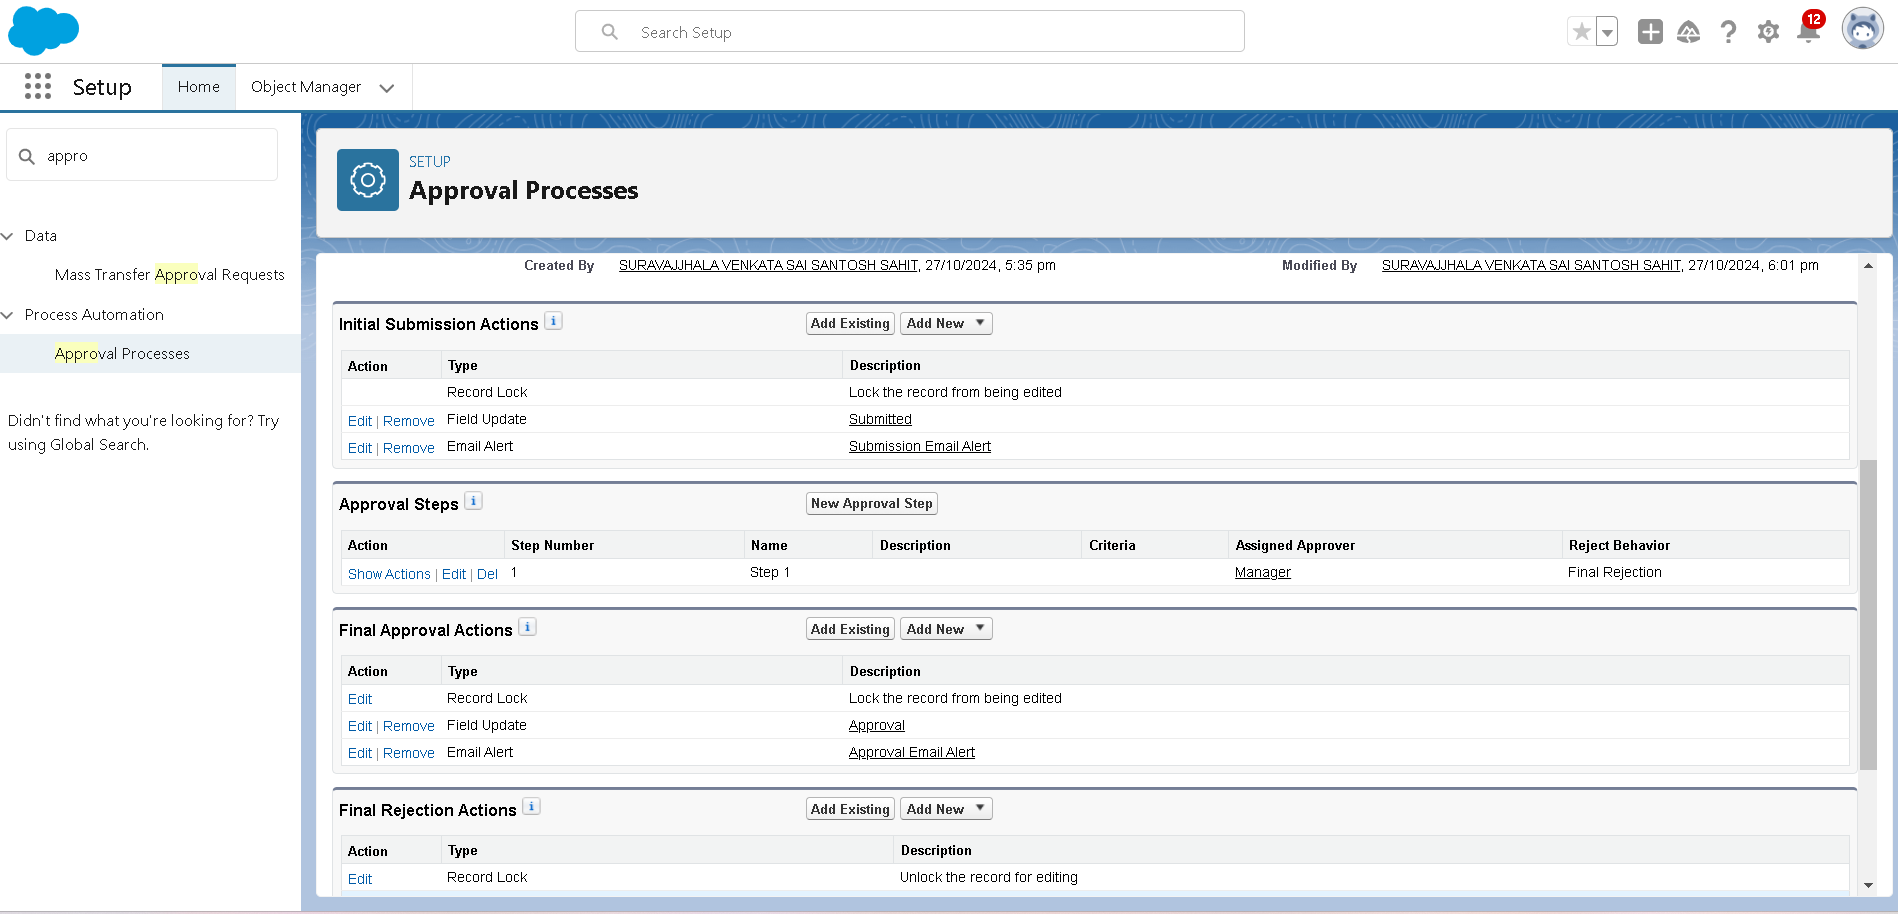 Search Setup
12
Setup
Home
Object Manager
appro
Data
Mass Transfer Approval Requests
Process Automation
Approval Processes
Didn't find what you're looking for? Try
using Global Search.
SETUP
Approval Processes
Created By SURAVAJJHALA VENKATA SAI SANTOSH SAHIT, 27/10/2024, 5:35 pm Modified By SURAVAJJHALA VENKATA SAI SANTOSH SAHIT, 27/10/2024, 6:01 pm
Initial Submission Actions i Add Existing Add New
Action Type Description
Record Lock Lock the record from being edited
Edit | Remove Field Update Submitted
Edit | Remove Email Alert Submission Email Alert
Approval Steps i New Approval Step
Action Step Number Name Description Criteria Assigned Approver Reject Behavior
Show Actions | Edit | Del 1 Step 1 Manager Final Rejection
Final Approval Actions i Add Existing Add New
Action Type Description
Edit Record Lock Lock the record from being edited
Edit | Remove Field Update Approval
Edit | Remove Email Alert Approval Email Alert
Final Rejection Actions i Add Existing Add New
Action Type Description
Edit Record Lock Unlock the record for editing